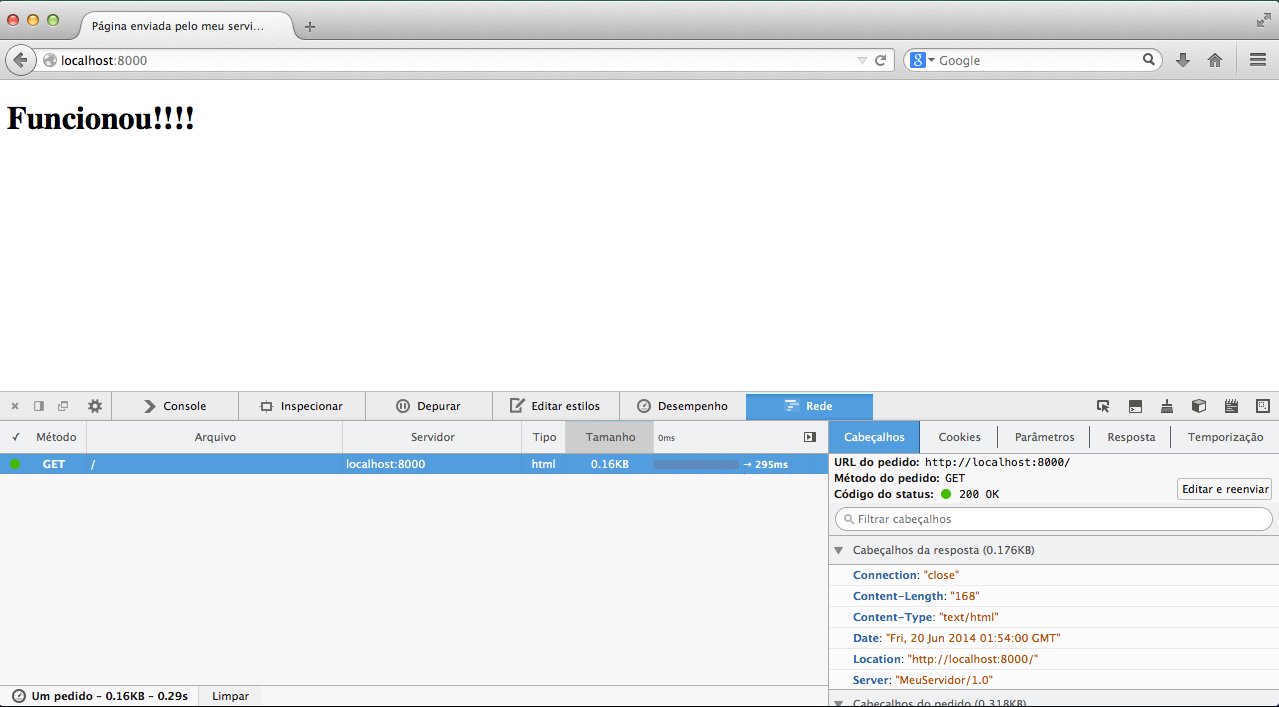 Página enviada pelo meu servi...
localhost:8000
Google
Funcionou!!!!
Console
Inspecionar
Depurar
Editar estilos
Desempenho
Rede
✓ Método Arquivo Servidor Tipo Tamanho 0ms
GET / localhost:8000 html 0.16KB → 295ms
Cabeçalhos Cookies Parâmetros Resposta Temporização
URL do pedido: http://localhost:8000/
Método do pedido: GET
Código do status: 200 OK
Editar e reenviar
Filtrar cabeçalhos
Cabeçalhos da resposta (0.176KB)
Connection: "close"
Content-Length: "168"
Content-Type: "text/html"
Date: "Fri, 20 Jun 2014 01:54:00 GMT"
Location: "http://localhost:8000/"
Server: "MeuServidor/1.0"
Cabeçalhos do pedido (0.318KB)
Um pedido - 0.16KB - 0.29s
Limpar